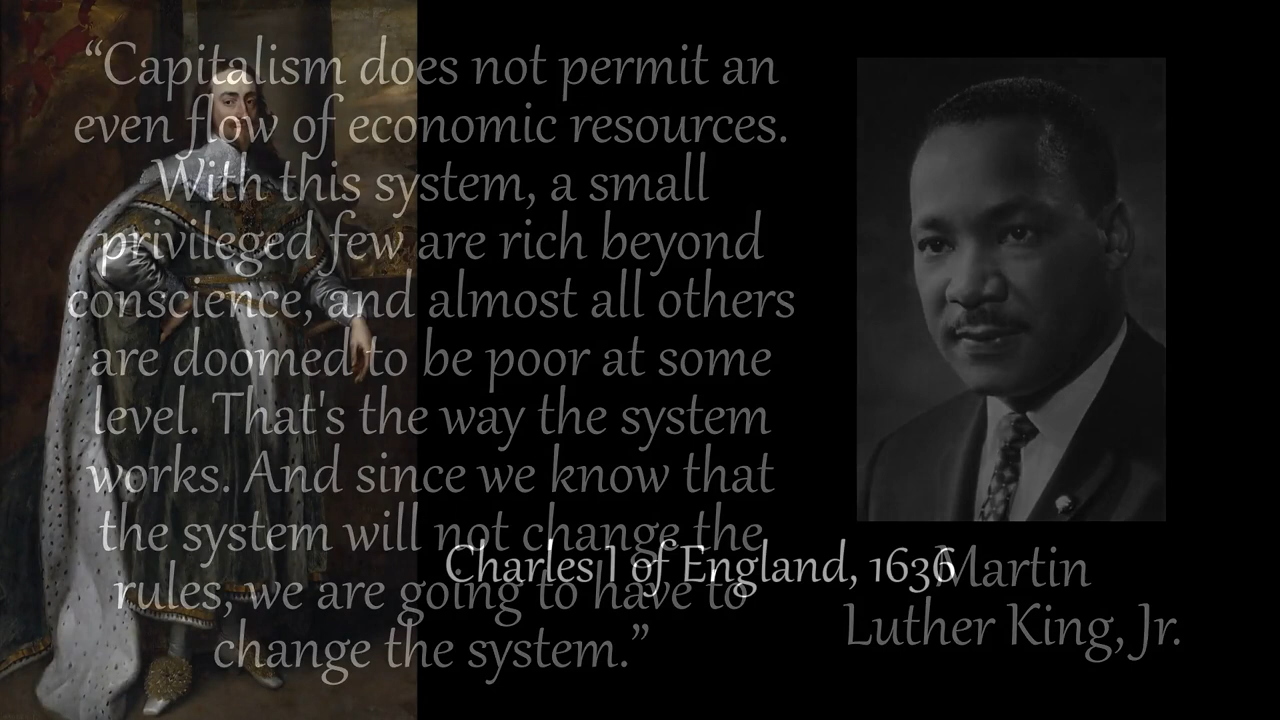 “Capitalism does not permit an
even flow of economic resources.
With this system, a small
privileged few are rich beyond
conscience, and almost all others
are doomed to be poor at some
level. That's the way the system
works. And since we know that
the system will not change the
rules, we are going to have to
change the system.”
Charles I of England, 1636
Martin
Luther King, Jr.